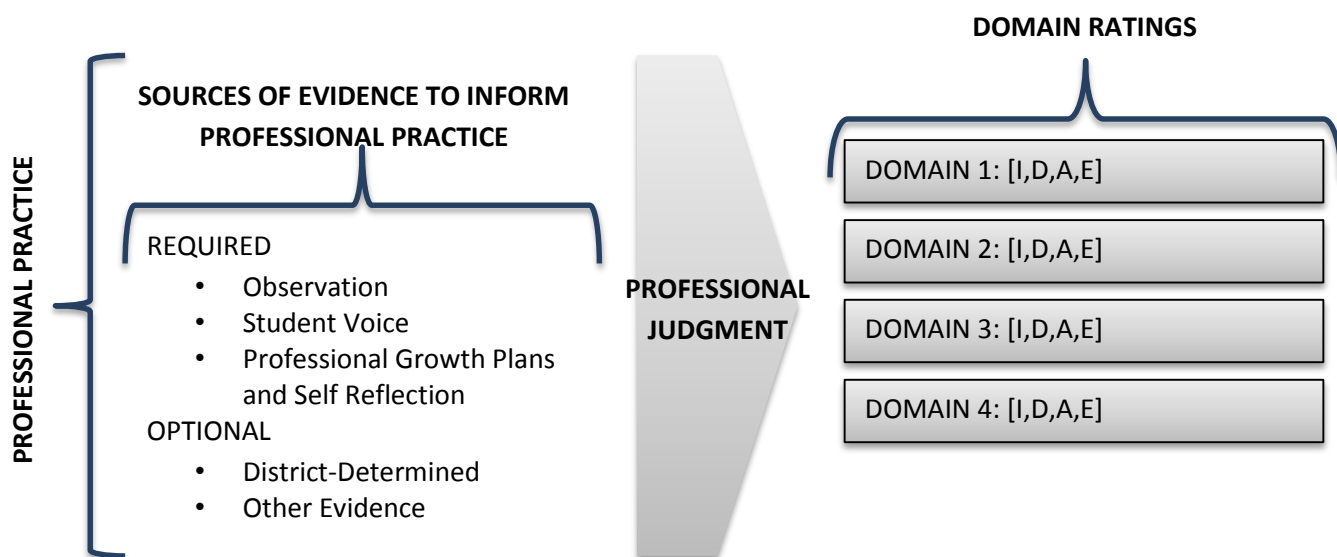 PROFESSIONAL PRACTICE
SOURCES OF EVIDENCE TO INFORM
PROFESSIONAL PRACTICE
REQUIRED
• Observation
• Student Voice
• Professional Growth Plans
and Self Reflection
OPTIONAL
• District-Determined
• Other Evidence
PROFESSIONAL
JUDGMENT
DOMAIN RATINGS
DOMAIN 1: [I,D,A,E]
DOMAIN 2: [I,D,A,E]
DOMAIN 3: [I,D,A,E]
DOMAIN 4: [I,D,A,E]